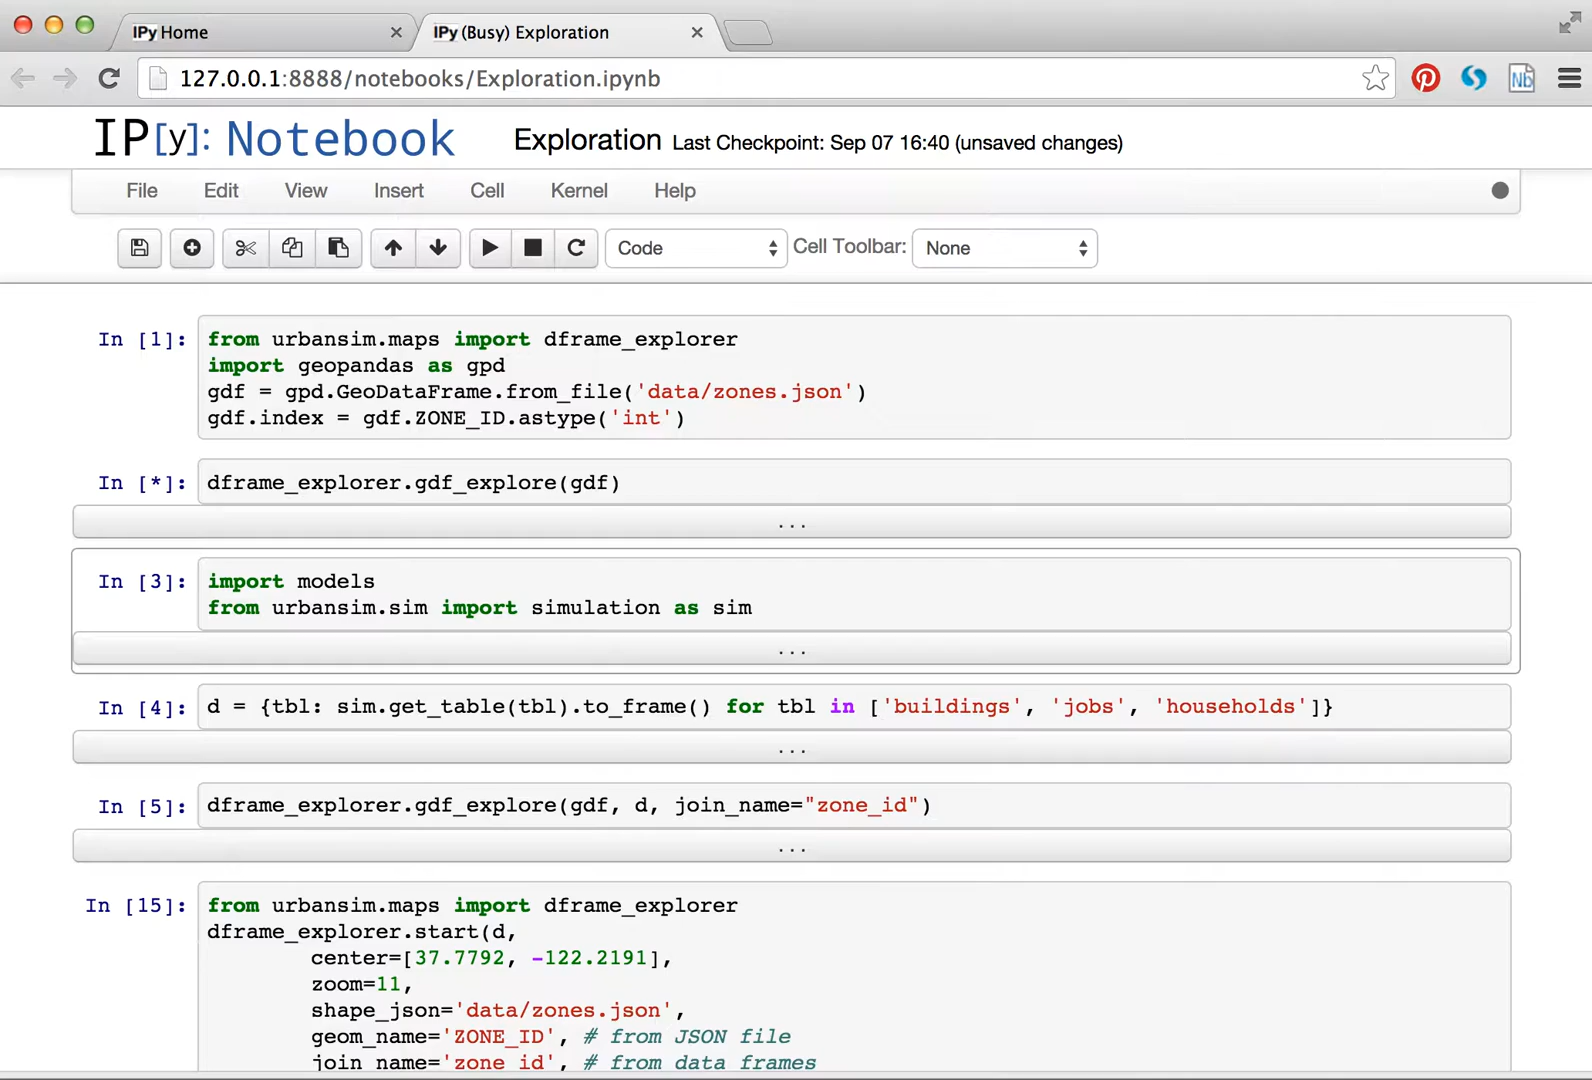 IPy Home
IPy (Busy) Exploration
127.0.0.1:8888/notebooks/Exploration.ipynb
Nb
IP[y]: Notebook Exploration Last Checkpoint: Sep 07 16:40 (unsaved changes)
File Edit View Insert Cell Kernel Help
Code Cell Toolbar: None
In [1]: from urbansim.maps import dframe_explorer
import geopandas as gpd
gdf = gpd.GeoDataFrame.from_file('data/zones.json')
gdf.index = gdf.ZONE_ID.astype('int')
In [*]: dframe_explorer.gdf_explore(gdf)
...
In [3]: import models
from urbansim.sim import simulation as sim
...
In [4]: d = {tbl: sim.get_table(tbl).to_frame() for tbl in ['buildings', 'jobs', 'households']}
...
In [5]: dframe_explorer.gdf_explore(gdf, d, join_name="zone_id")
...
In [15]: from urbansim.maps import dframe_explorer
dframe_explorer.start(d,
center=[37.7792, -122.2191],
zoom=11,
shape_json='data/zones.json',
geom_name='ZONE_ID', # from JSON file
join_name='zone_id', # from data frames